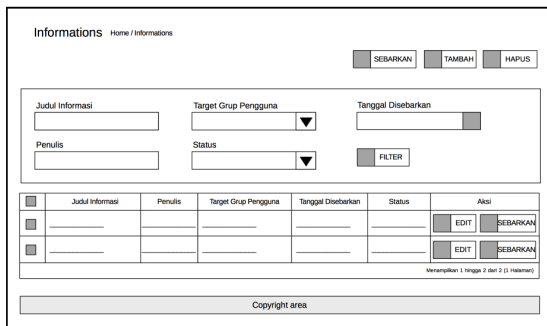 Informations Home / Informations
SEBARKAN TAMBAH HAPUS
Judul Informasi Target Grup Pengguna Tanggal Disebarkan
Penulis Status
FILTER
Judul Informasi Penulis Target Grup Pengguna Tanggal Disebarkan Status Aksi
EDIT SEBARKAN
EDIT SEBARKAN
Menampilkan 1 hingga 2 dari 2 (1 Halaman)
Copyright area